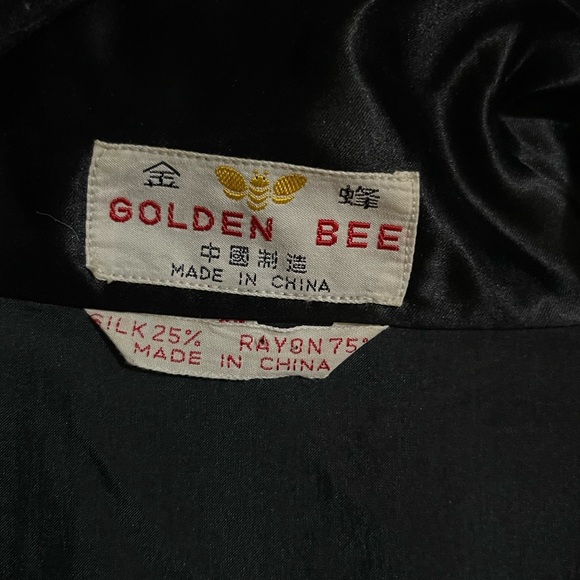 金 蜂
GOLDEN BEE
中國制造
MADE IN CHINA
SILK 25% RAYON 75%
MADE IN CHINA